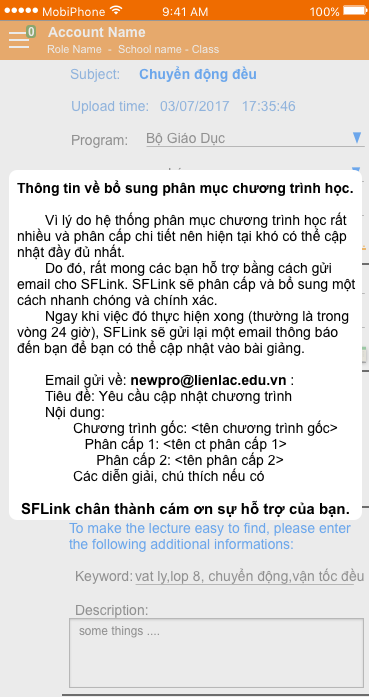 MobiPhone 9:41 AM 100%
0 Account Name
Role Name - School name - Class
Subject: Chuyển động đều
Upload time: 03/07/2017 17:35:46
Program: Bộ Giáo Dục
Thông tin về bổ sung phân mục chương trình học.
Vì lý do hệ thống phân mục chương trình học rất
nhiều và phân cấp chi tiết nên hiện tại khó có thể cập
nhật đầy đủ nhất.
Do đó, rất mong các bạn hỗ trợ bằng cách gửi
email cho SFLink. SFLink sẽ phân cấp và bổ sung một
cách nhanh chóng và chính xác.
Ngay khi việc đó thực hiện xong (thường là trong
vòng 24 giờ), SFLink sẽ gửi lại một email thông báo
đến bạn để bạn có thể cập nhật vào bài giảng.
Email gửi về: newpro@lienlac.edu.vn :
Tiêu đề: Yêu cầu cập nhật chương trình
Nội dung:
Chương trình gốc: <tên chương trình gốc>
Phân cấp 1: <tên ct phân cấp 1>
Phân cấp 2: <tên phân cấp 2>
Các diễn giải, chú thích nếu có
SFLink chân thành cám ơn sự hỗ trợ của bạn.
To make the lecture easy to find, please enter
the following additional informations:
Keyword: vat ly,lop 8, chuyển động,vận tốc đều
Description:
some things ....